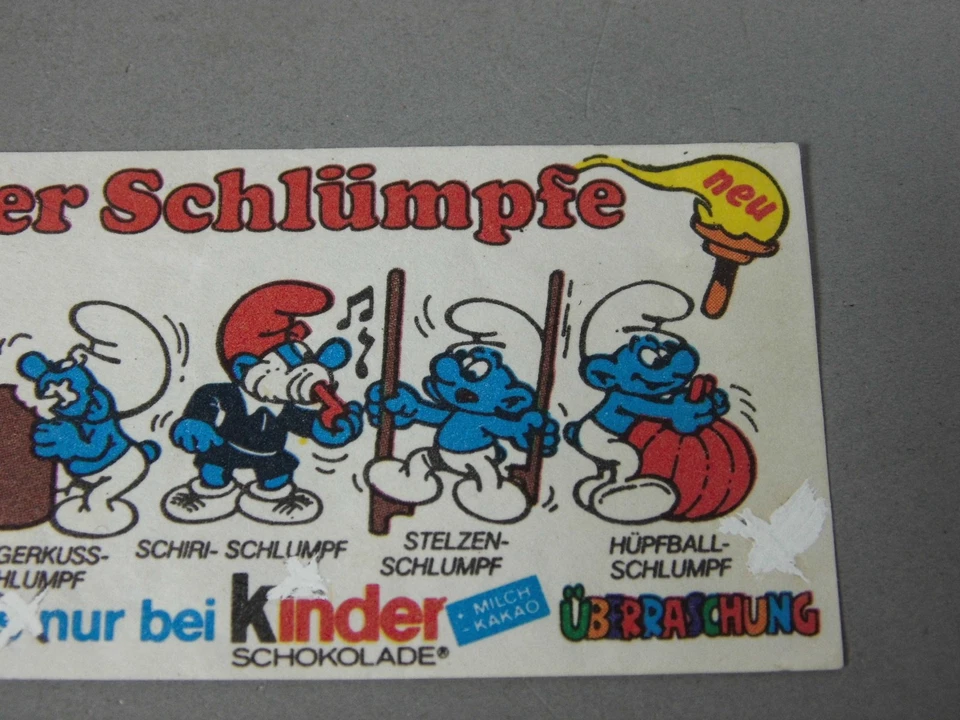 er Schlümpfe
neu
GERKUSS-
HLUMPF
SCHIRI- SCHLUMPF
STELZEN-
SCHLUMPF
HÜPFBALL-
SCHLUMPF
nur bei kinder
SCHOKOLADE®
+ MILCH
- KAKAO
ÜBERRASCHUNG